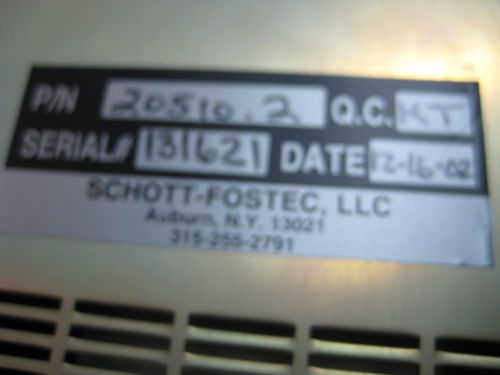 P/N 20510.2 Q.C. KT
SERIAL# 131621 DATE 12-16-02
SCHOTT-FOSTEC, LLC
Auburn, N.Y. 13021
315-255-2791